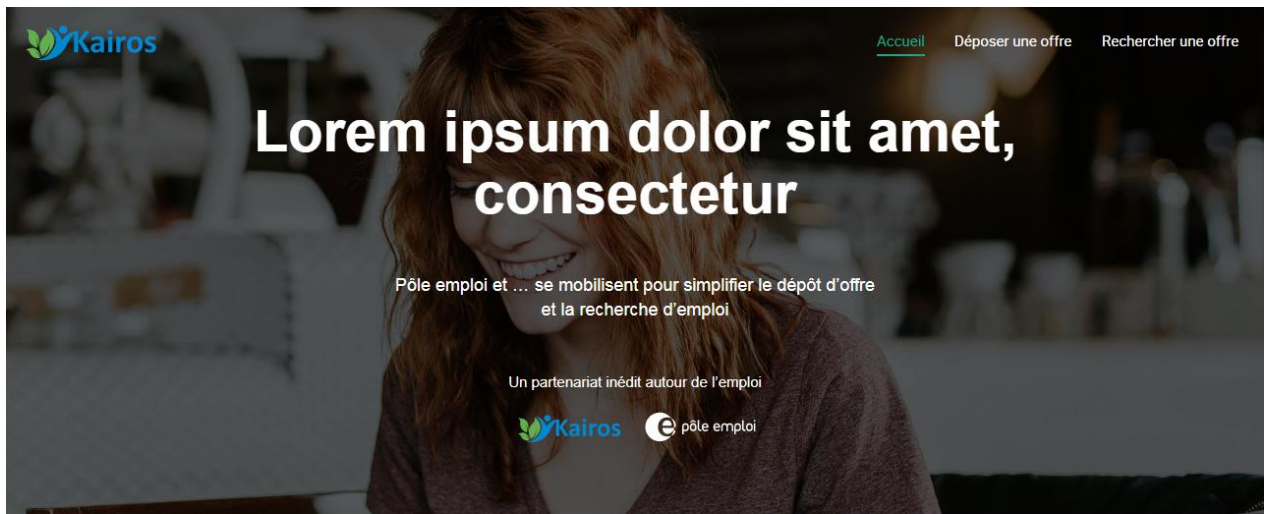 Kairos
Accueil Déposer une offre Rechercher une offre
Lorem ipsum dolor sit amet,
consectetur
Pôle emploi et ... se mobilisent pour simplifier le dépôt d’offre
et la recherche d’emploi
Un partenariat inédit autour de l’emploi
Kairos
pôle emploi